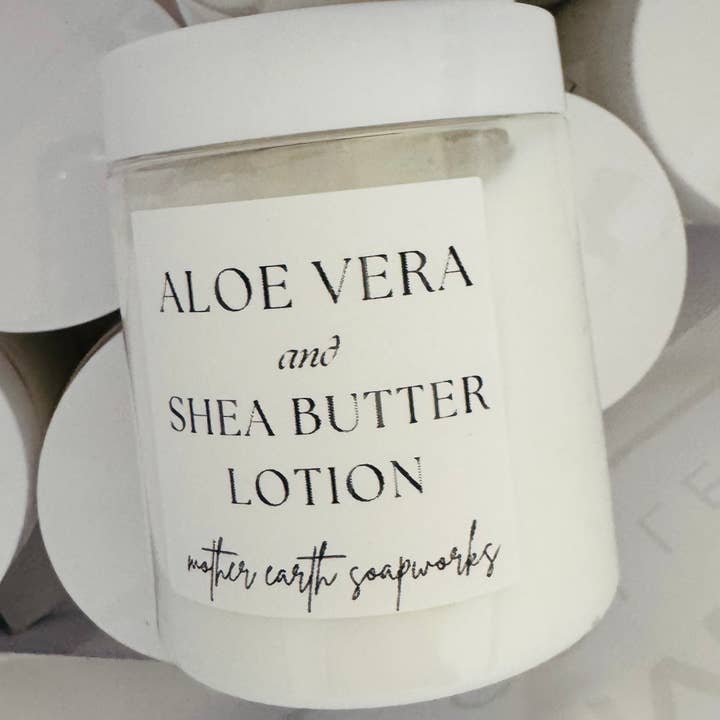 ALOE VERA
and
SHEA BUTTER
LOTION
mother earth soapworks